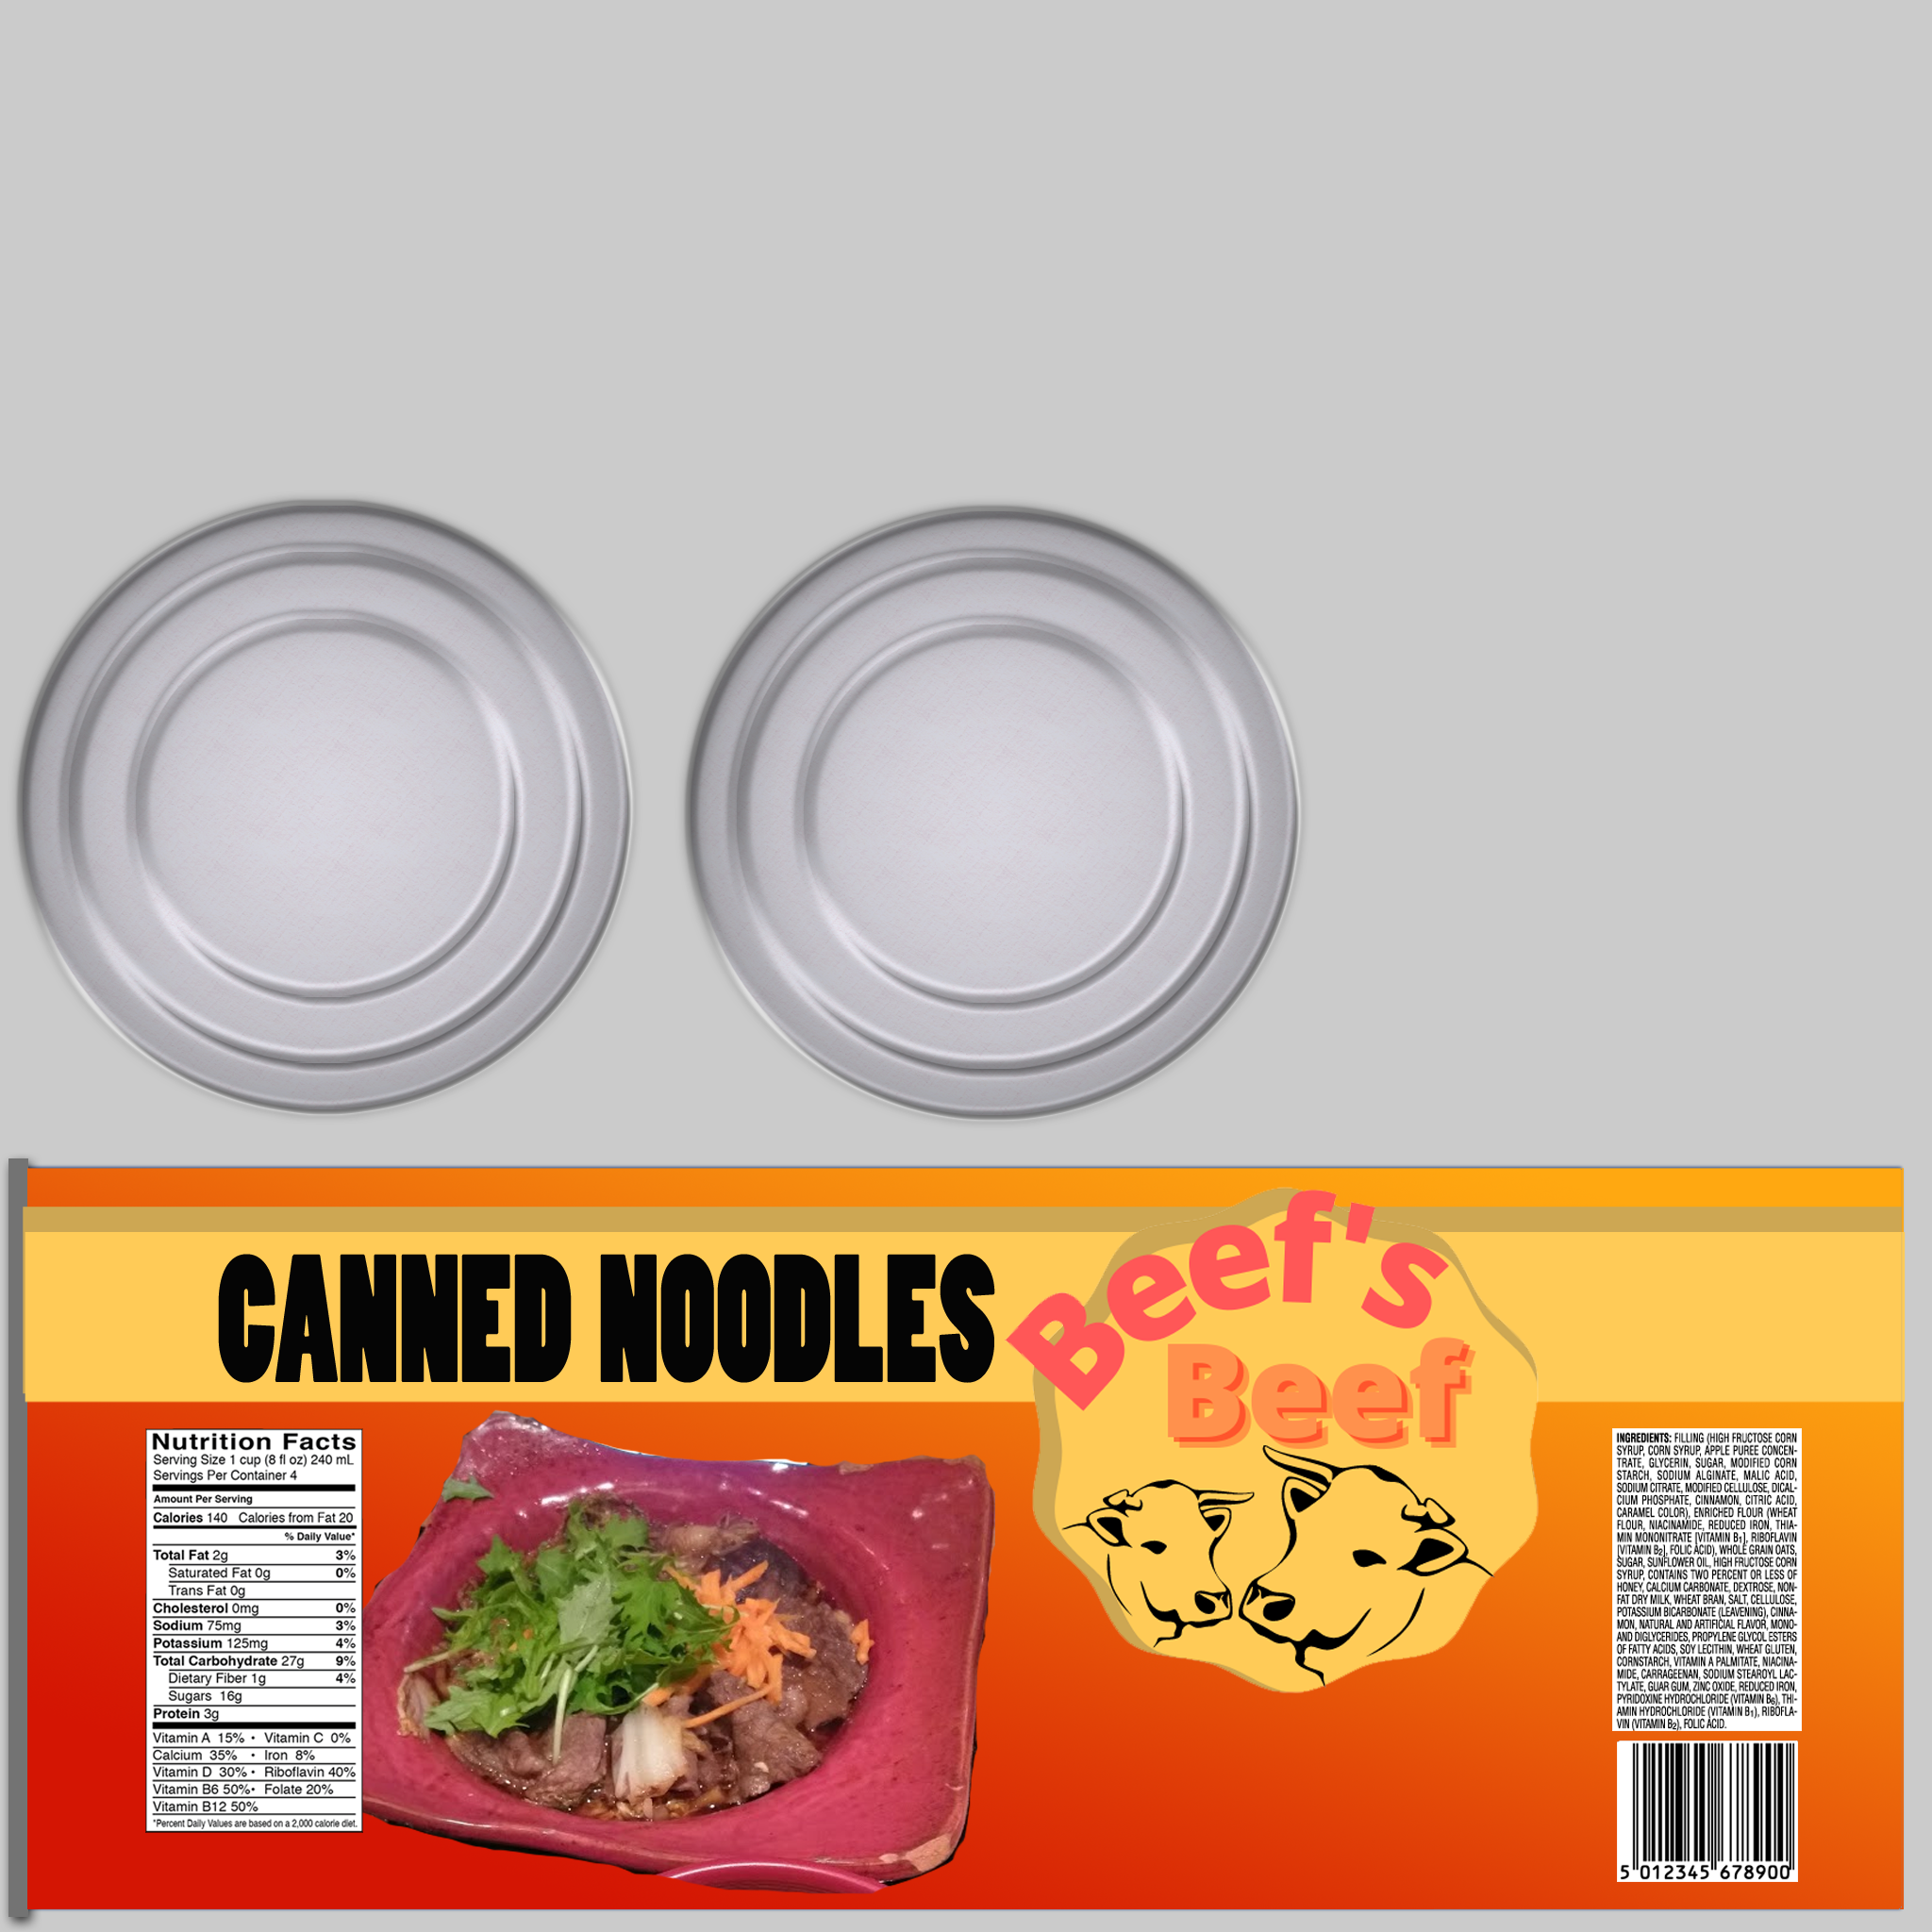 CANNED NOODLES
Beef's
Beef
Nutrition Facts
Serving Size 1 cup (8 fl oz) 240 mL
Servings Per Container 4
Amount Per Serving
Calories 140 Calories from Fat 20
% Daily Value*
Total Fat 2g 3%
Saturated Fat 0g 0%
Trans Fat 0g
Cholesterol 0mg 0%
Sodium 75mg 3%
Potassium 125mg 4%
Total Carbohydrate 27g 9%
Dietary Fiber 1g 4%
Sugars 16g
Protein 3g
Vitamin A 15% • Vitamin C 0%
Calcium 35% • Iron 8%
Vitamin D 30% • Riboflavin 40%
Vitamin B6 50% • Folate 20%
Vitamin B12 50%
*Percent Daily Values are based on a 2,000 calorie diet.
INGREDIENTS: FILLING (HIGH FRUCTOSE CORN
SYRUP, CORN SYRUP, APPLE PUREE CONCEN-
TRATE, GLYCERIN, SUGAR, MODIFIED CORN
STARCH, SODIUM ALGINATE, MALIC ACID,
SODIUM CITRATE, MODIFIED CELLULOSE, DICAL-
CIUM PHOSPHATE, CINNAMON, CITRIC ACID,
CARAMEL COLOR), ENRICHED FLOUR (WHEAT
FLOUR, NIACINAMIDE, REDUCED IRON, THIA-
MIN MONONITRATE [VITAMIN B1], RIBOFLAVIN
[VITAMIN B2], FOLIC ACID), WHOLE GRAIN OATS,
SUGAR, SUNFLOWER OIL, HIGH FRUCTOSE CORN
SYRUP, CONTAINS TWO PERCENT OR LESS OF
HONEY, CALCIUM CARBONATE, DEXTROSE, NON-
FAT DRY MILK, WHEAT BRAN, SALT, CELLULOSE,
POTASSIUM BICARBONATE (LEAVENING), CINNA-
MON, NATURAL AND ARTIFICIAL FLAVOR, MONO-
AND DIGLYCERIDES, PROPYLENE GLYCOL ESTERS
OF FATTY ACIDS, SOY LECITHIN, WHEAT GLUTEN,
CORNSTARCH, VITAMIN A PALMITATE, NIACINA-
MIDE, CARRAGEENAN, SODIUM STEAROYL LAC-
TYLATE, GUAR GUM, ZINC OXIDE, REDUCED IRON,
PYRIDOXINE HYDROCHLORIDE (VITAMIN B6), THI-
AMIN HYDROCHLORIDE (VITAMIN B1), RIBOFLA-
VIN (VITAMIN B2), FOLIC ACID.
5 012345 678900